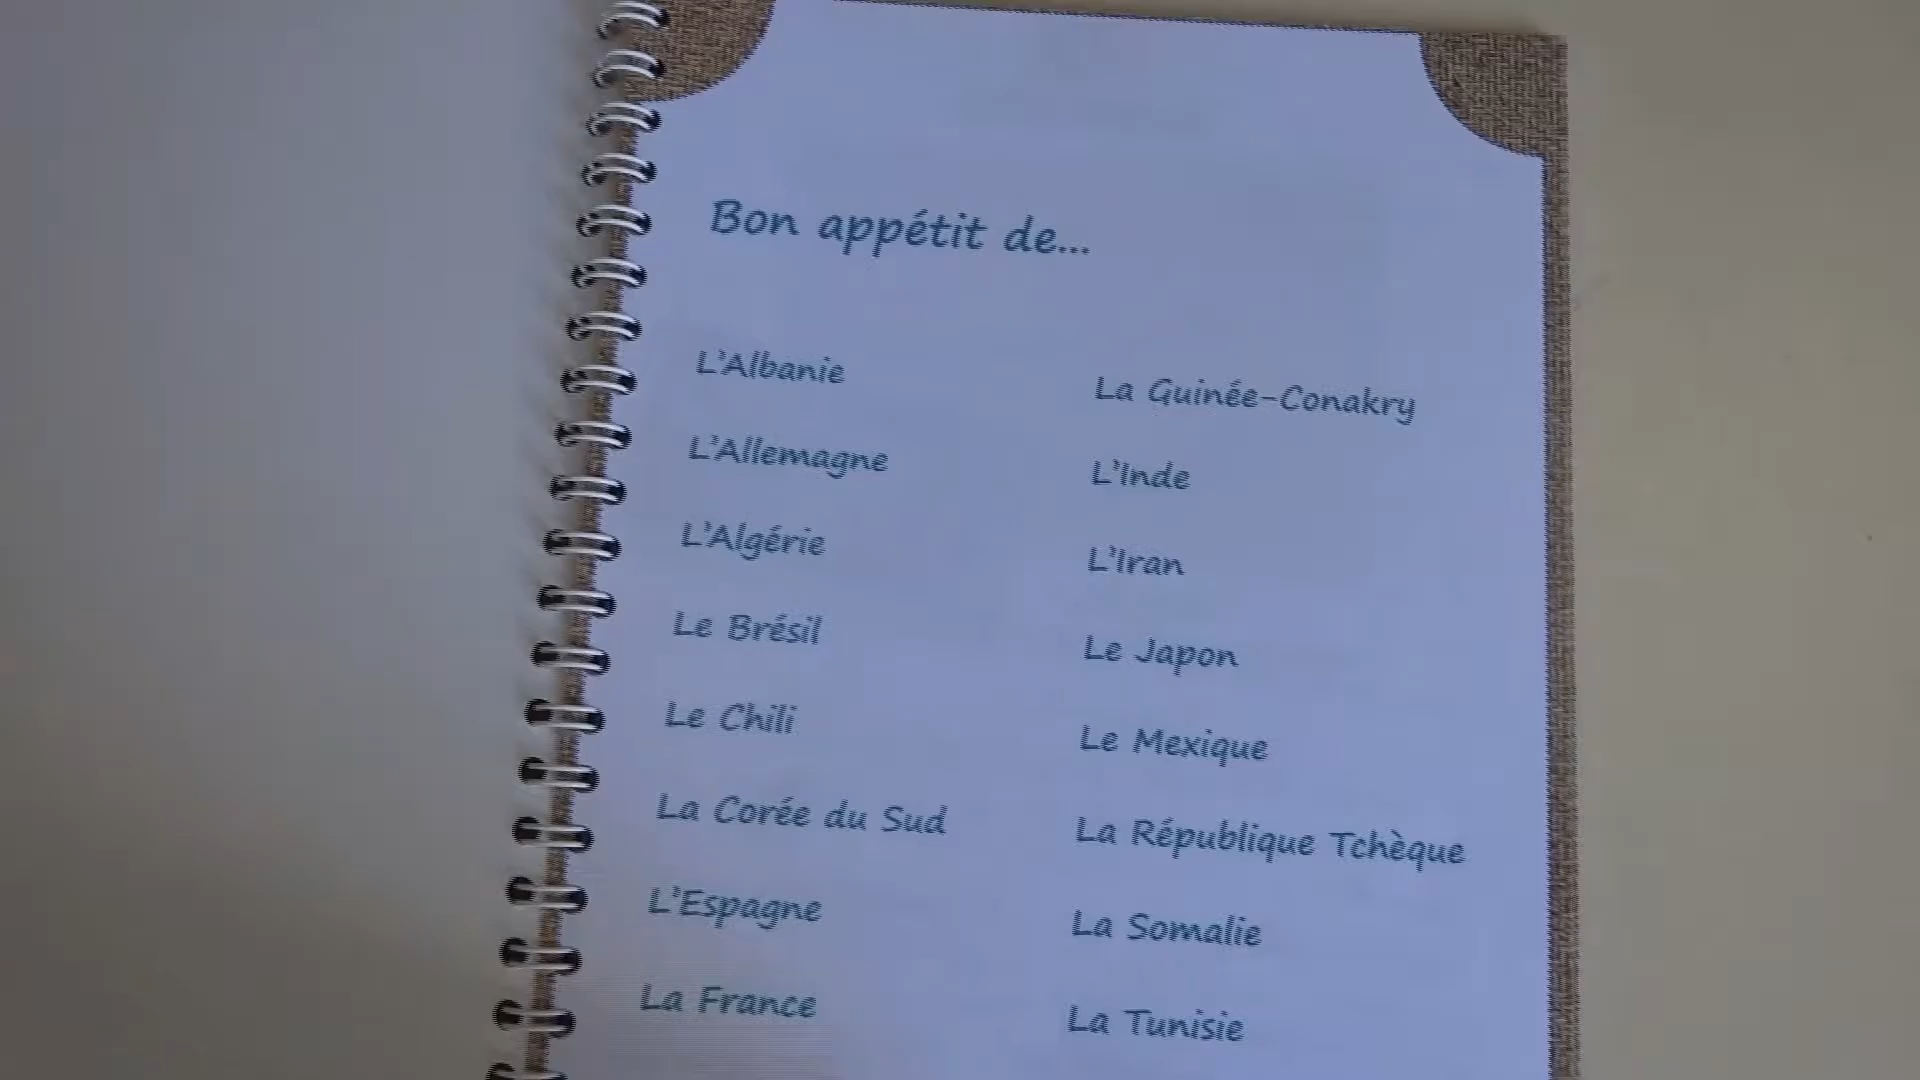 Bon appétit de...
L'Albanie
L'Allemagne
L'Algérie
Le Brésil
Le Chili
La Corée du Sud
L'Espagne
La France
La Guinée-Conakry
L'Inde
L'Iran
Le Japon
Le Mexique
La République Tchèque
La Somalie
La Tunisie